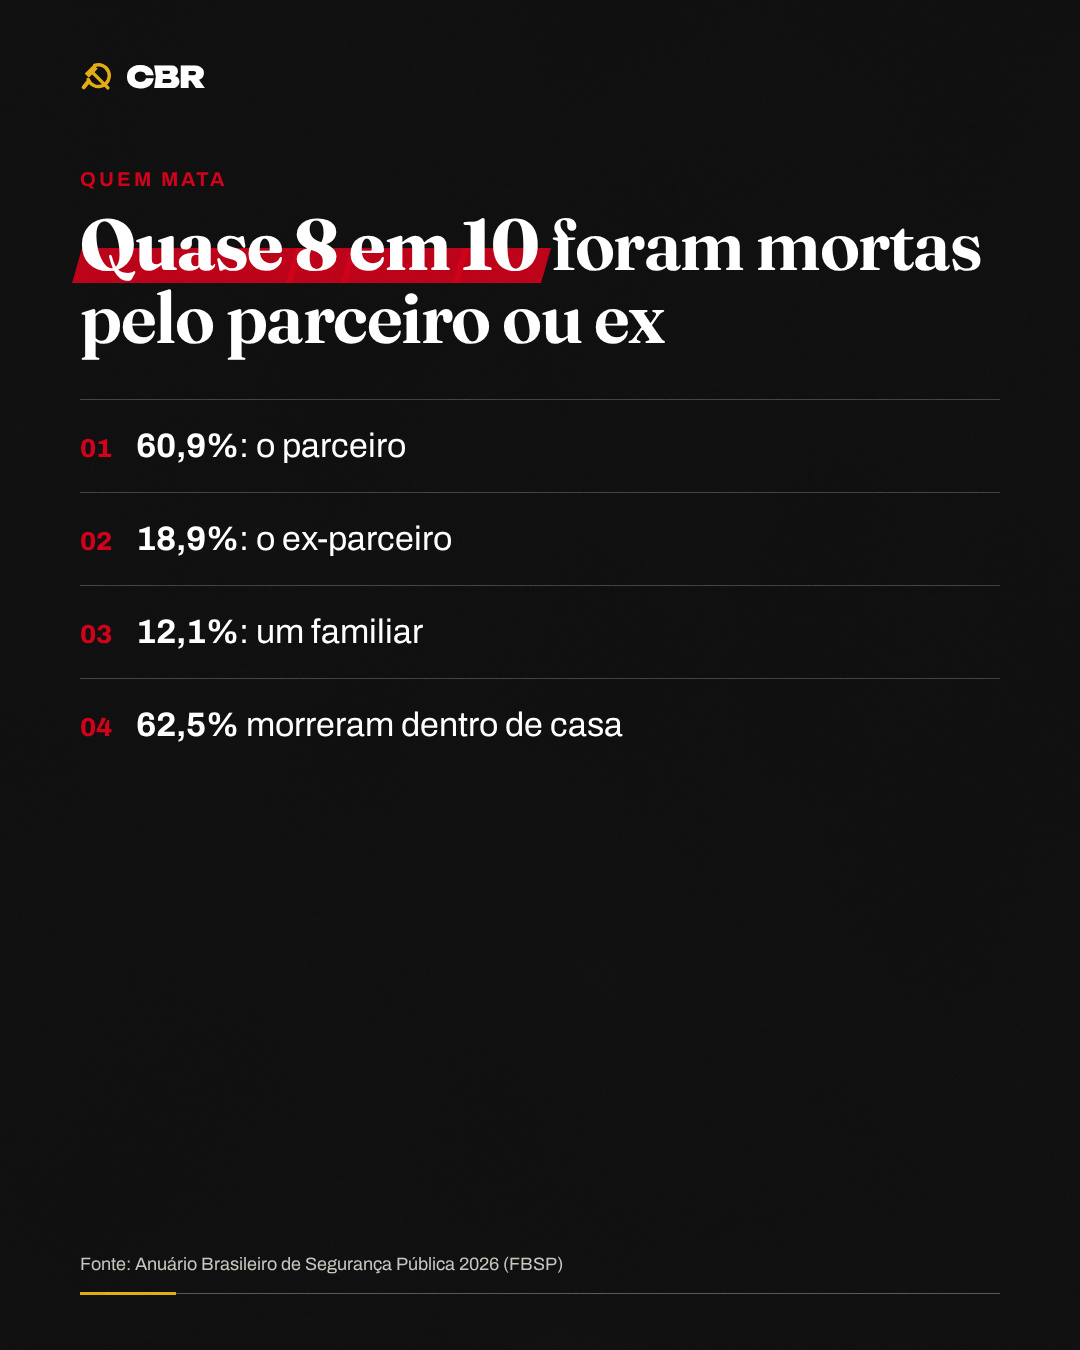 CBR
QUEM MATA
Quase 8 em 10 foram mortas
pelo parceiro ou ex
01 60,9%: o parceiro
02 18,9%: o ex-parceiro
03 12,1%: um familiar
04 62,5% morreram dentro de casa
Fonte: Anuário Brasileiro de Segurança Pública 2026 (FBSP)